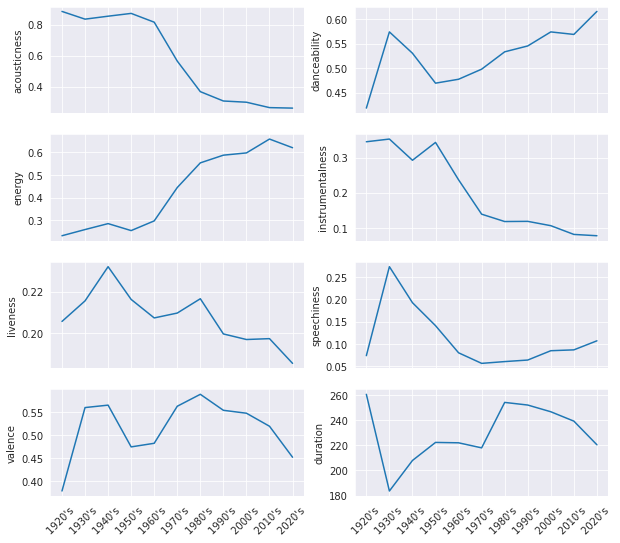 acousticness
0.8
0.6
0.4
danceability
0.60
0.55
0.50
0.45
energy
0.6
0.5
0.4
0.3
instrumentalness
0.3
0.2
0.1
liveness
0.22
0.20
speechiness
0.25
0.20
0.15
0.10
0.05
valence
0.55
0.50
0.45
0.40
1920's
1930's
1940's
1950's
1960's
1970's
1980's
1990's
2000's
2010's
2020's
duration
260
240
220
200
180
1920's
1930's
1940's
1950's
1960's
1970's
1980's
1990's
2000's
2010's
2020's